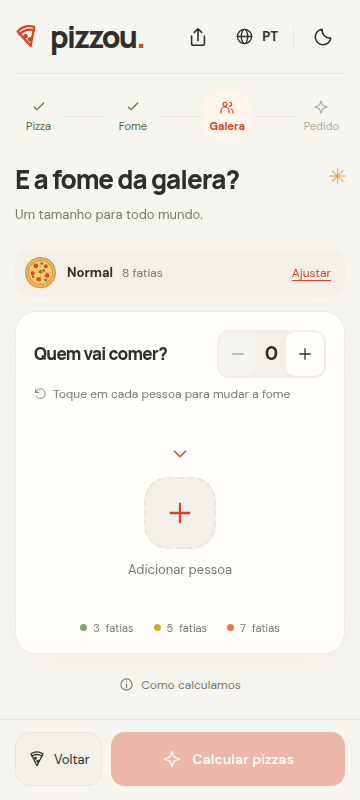 pizzou.
PT
Pizza
Fome
Galera
Pedido
E a fome da galera?
Um tamanho para todo mundo.
Normal 8 fatias
Ajustar
Quem vai comer?
0
Toque em cada pessoa para mudar a fome
Adicionar pessoa
3 fatias 5 fatias 7 fatias
Como calculamos
Voltar
Calcular pizzas